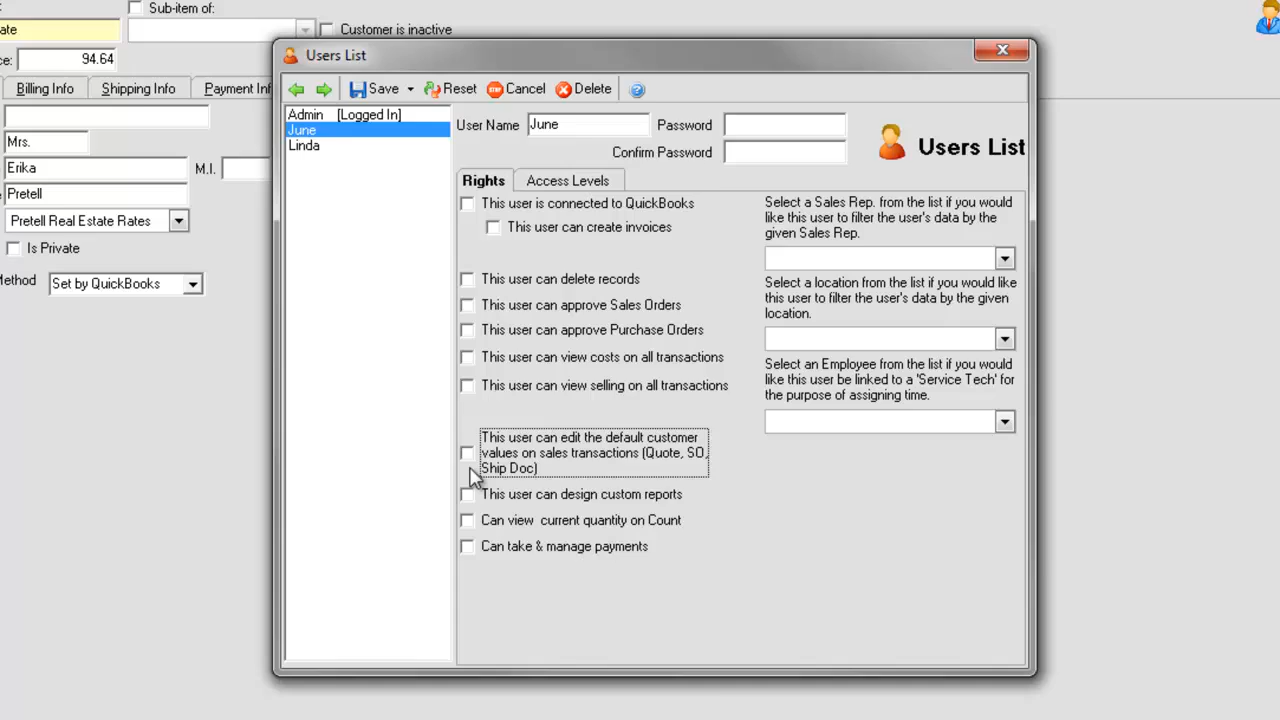 Sub-item of:
ate
Customer is inactive
ce:
94.64
Billing Info
Shipping Info
Payment Inf
Mrs.
Erika
M.I.
Pretell
Pretell Real Estate Rates
Is Private
Method
Set by QuickBooks
Users List
Save
Reset
Cancel
Delete
Admin [Logged In]
June
Linda
User Name
June
Password
Confirm Password
Users List
Rights
Access Levels
This user is connected to QuickBooks
This user can create invoices
This user can delete records
This user can approve Sales Orders
This user can approve Purchase Orders
This user can view costs on all transactions
This user can view selling on all transactions
This user can edit the default customer
values on sales transactions (Quote, SO,
Ship Doc)
This user can design custom reports
Can view current quantity on Count
Can take & manage payments
Select a Sales Rep. from the list if you would
like this user to filter the user's data by the
given Sales Rep.
Select a location from the list if you would like
this user to filter the user's data by the given
location.
Select an Employee from the list if you would
like this user be linked to a 'Service Tech' for
the purpose of assigning time.